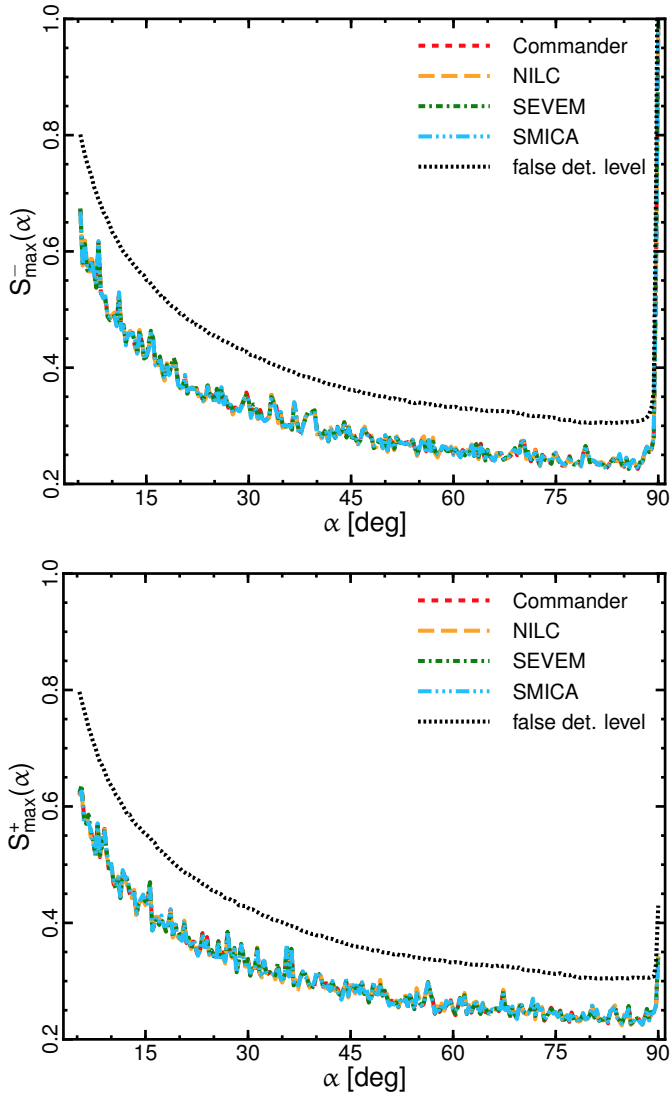 1.0
0.8
0.6
0.4
0.2
S⁻max(α)
Commander
NILC
SEVEM
SMICA
false det. level
15 30 45 60 75 90
α [deg]
1.0
0.8
0.6
0.4
0.2
S⁺max(α)
Commander
NILC
SEVEM
SMICA
false det. level
15 30 45 60 75 90
α [deg]